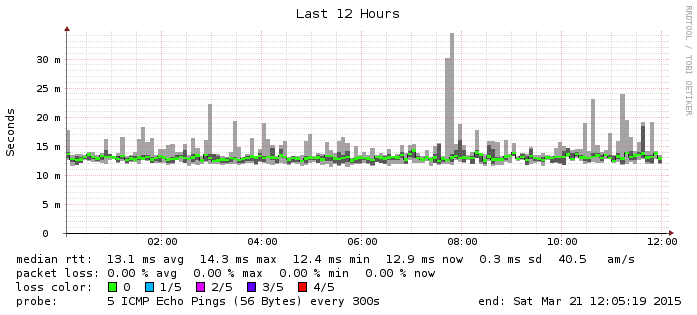 Last 12 Hours
RRDTOOL / TOBI OETIKER
Seconds
30 m
25 m
20 m
15 m
10 m
5 m
0
02:00 04:00 06:00 08:00 10:00 12:00
median rtt: 13.1 ms avg 14.3 ms max 12.4 ms min 12.9 ms now 0.3 ms sd 40.5 am/s
packet loss: 0.00 % avg 0.00 % max 0.00 % min 0.00 % now
loss color: 0 1/5 2/5 3/5 4/5
probe: 5 ICMP Echo Pings (56 Bytes) every 300s end: Sat Mar 21 12:05:19 2015